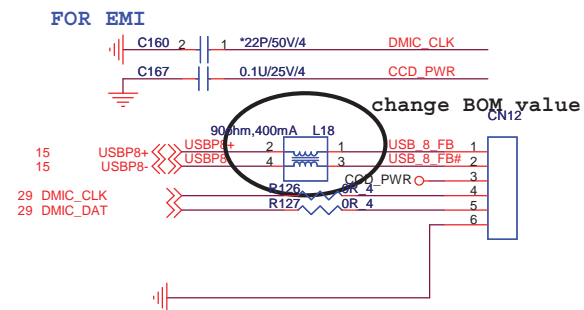 FOR EMI
C160 2 1 *22P/50V/4 DMIC_CLK
C167 0.1U/25V/4 CCD_PWR
change BOM value
CN12
90ohm,400mA L18
15 USBP8+ USBP8+ 2 1 USB_8_FB 1
15 USBP8- USBP8- 4 3 USB_8_FB# 2
CCD_PWR 3
29 DMIC_CLK R126 0R_4 4
29 DMIC_DAT R127 0R_4 5
6